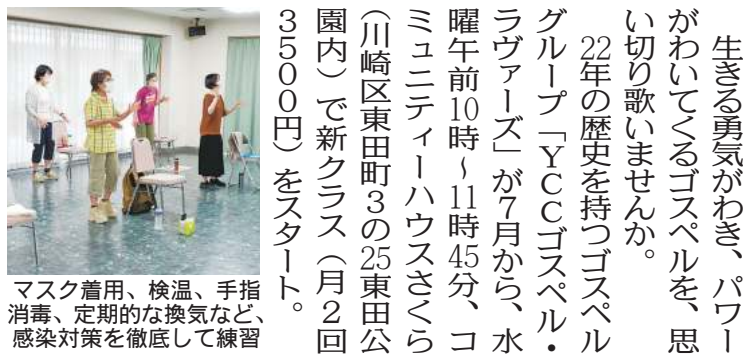 生きる勇気がわき、パワー
がわいてくるゴスペルを、思
い切り歌いませんか。
22年の歴史を持つゴスペル
グループ「YCCゴスペル・
ラヴァーズ」が7月から、水
曜午前10時~11時45分、コ
ミュニティーハウスさくら
（川崎区東田町3の25東田公
園内）で新クラス（月2回
3500円）をスタート。
マスク着用、検温、手指
消毒、定期的な換気など、
感染対策を徹底して練習